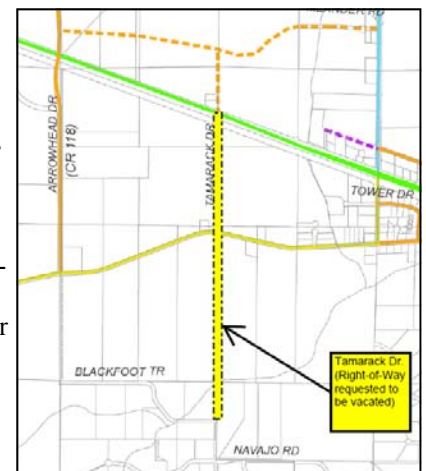 ARROWHEAD DR
(CR 118)
TAMARACK DR
TOWER DR
Tamarack Dr.
(Right-of-Way
requested to
be vacated)
BLACKFOOT TR
NAVAJO RD